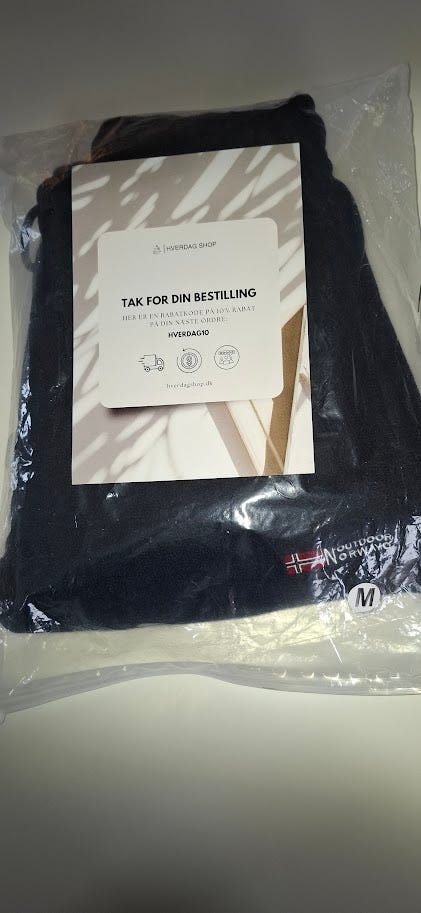 HVERDAG SHOP
TAK FOR DIN BESTILLING
HER ER EN RABATKODE PÅ 10% RABAT
PÅ DIN NÆSTE ORDRE:
HVERDAG10
hverdagshop.dk
OUTDOOR
NORWAY
M